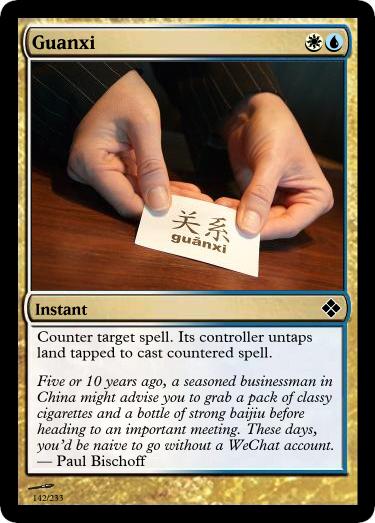 Guanxi
关系
guānxi
Instant
Counter target spell. Its controller untaps
land tapped to cast countered spell.
Five or 10 years ago, a seasoned businessman in
China might advise you to grab a pack of classy
cigarettes and a bottle of strong baijiu before
heading to an important meeting. These days,
you'd be naive to go without a WeChat account.
— Paul Bischoff
142/233